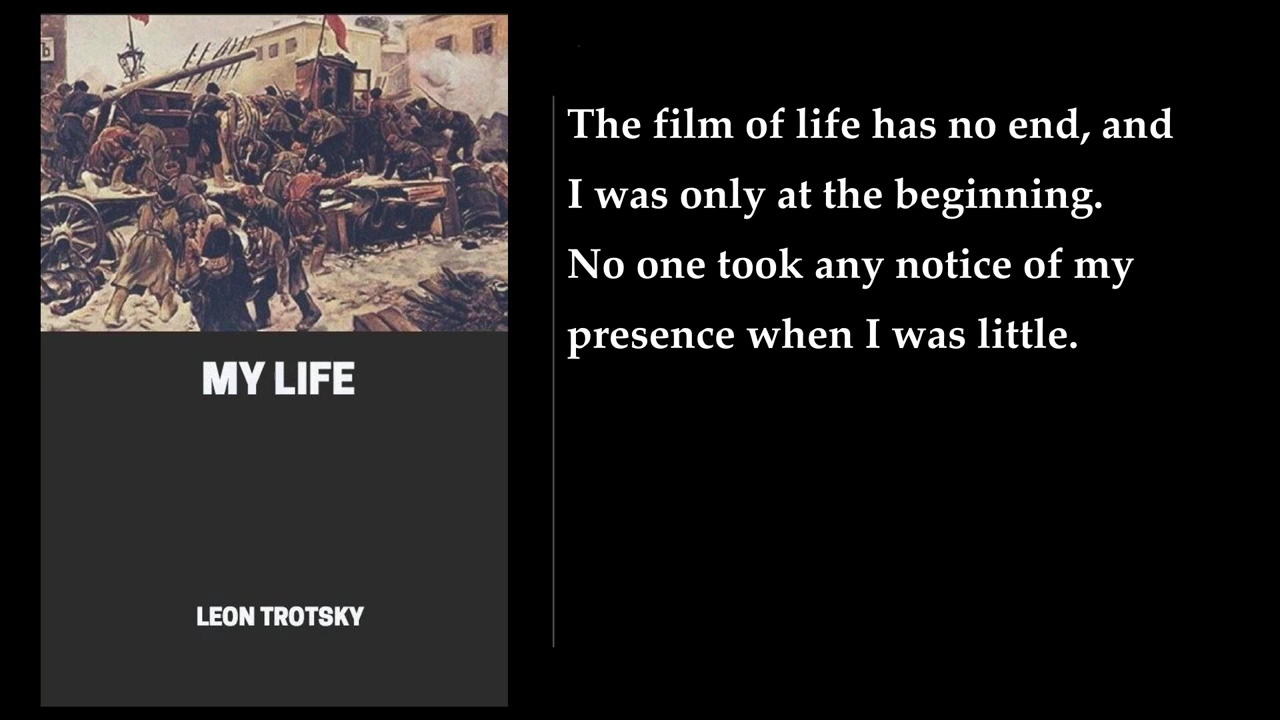 MY LIFE
LEON TROTSKY
The film of life has no end, and
I was only at the beginning.
No one took any notice of my
presence when I was little.